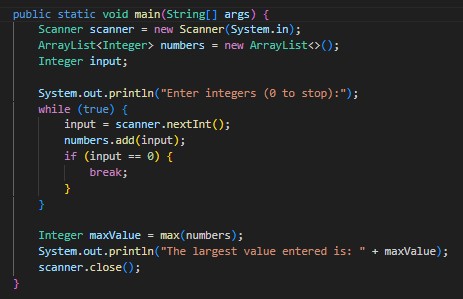 public static void main(String[] args) {
    Scanner scanner = new Scanner(System.in);
    ArrayList<Integer> numbers = new ArrayList<>();
    Integer input;

    System.out.println("Enter integers (0 to stop):");
    while (true) {
        input = scanner.nextInt();
        numbers.add(input);
        if (input == 0) {
            break;
        }
    }

    Integer maxValue = max(numbers);
    System.out.println("The largest value entered is: " + maxValue);
    scanner.close();
}